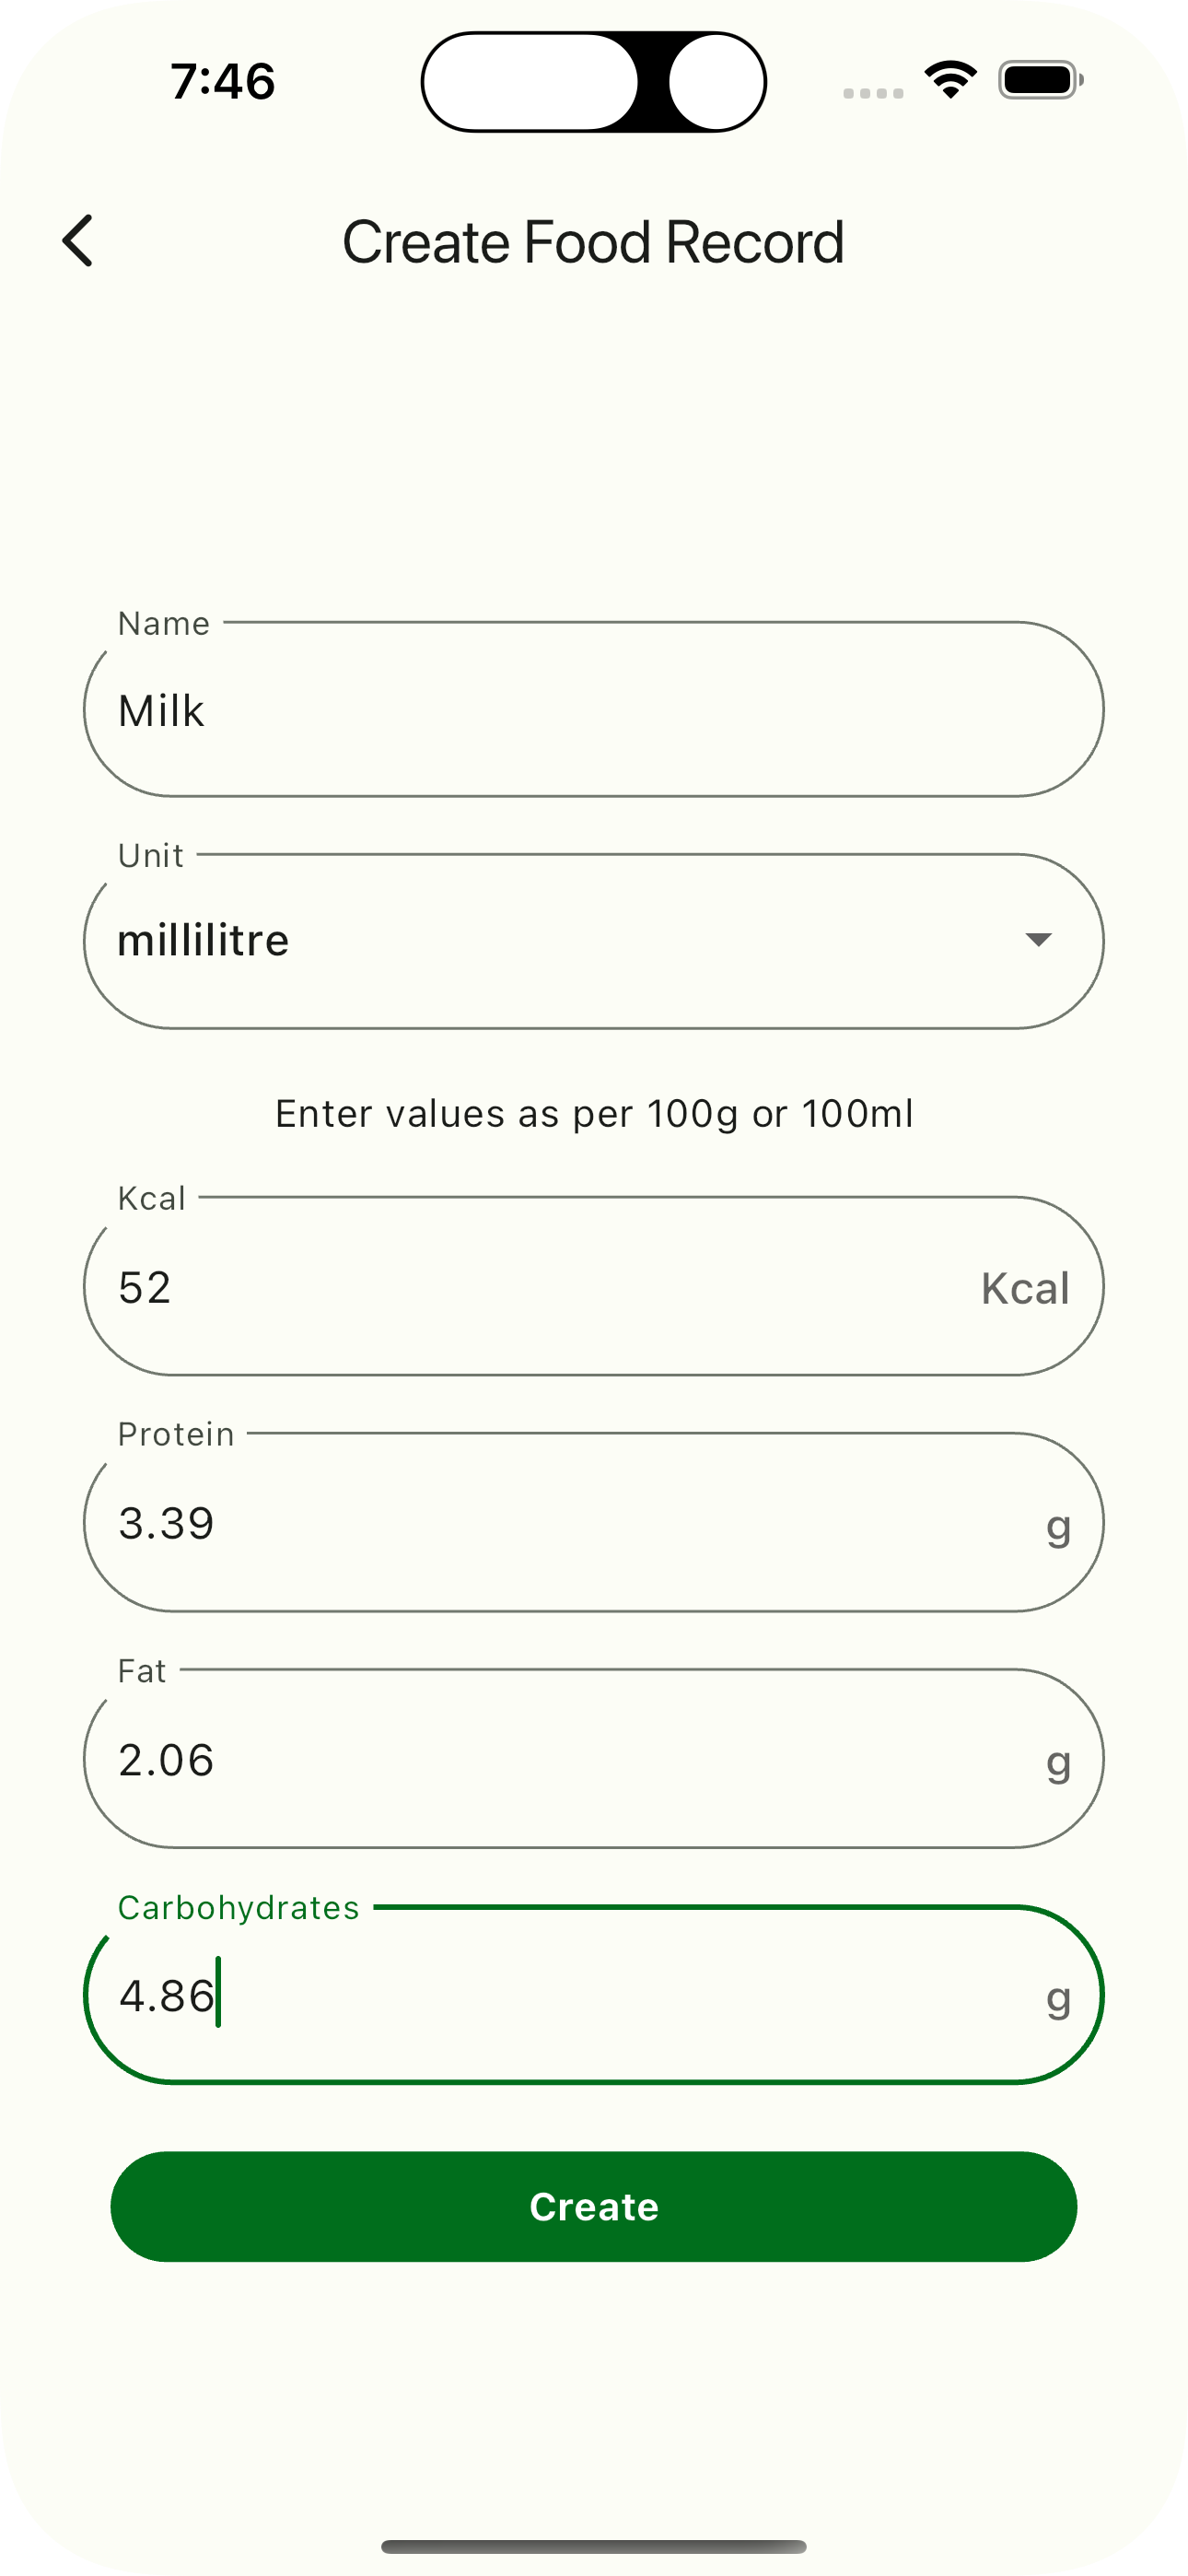 7:46
Create Food Record
Name
Milk
Unit
millilitre
Enter values as per 100g or 100ml
Kcal
52 Kcal
Protein
3.39 g
Fat
2.06 g
Carbohydrates
4.86 g
Create